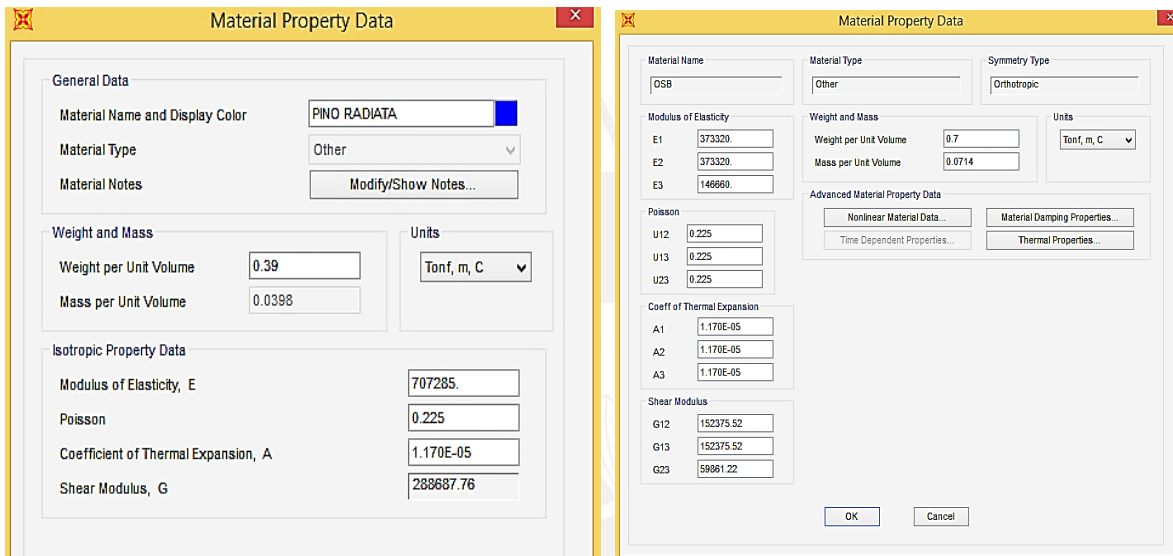 Material Property Data
×
General Data
Material Name and Display Color PINO RADIATA
Material Type Other
Material Notes Modify/Show Notes...
Weight and Mass
Weight per Unit Volume 0.39
Mass per Unit Volume 0.0398
Units
Tonf, m, C
Isotropic Property Data
Modulus of Elasticity, E 707285.
Poisson 0.225
Coefficient of Thermal Expansion, A 1.170E-05
Shear Modulus, G 288687.76
Material Property Data
×
Material Name
OSB
Material Type
Other
Symmetry Type
Orthotropic
Modulus of Elasticity
E1 373320.
E2 373320.
E3 146660.
Weight and Mass
Weight per Unit Volume 0.7
Mass per Unit Volume 0.0714
Units
Tonf, m, C
Advanced Material Property Data
Nonlinear Material Data... Material Damping Properties...
Time Dependent Properties... Thermal Properties...
Poisson
U12 0.225
U13 0.225
U23 0.225
Coeff of Thermal Expansion
A1 1.170E-05
A2 1.170E-05
A3 1.170E-05
Shear Modulus
G12 152375.52
G13 152375.52
G23 59861.22
OK Cancel